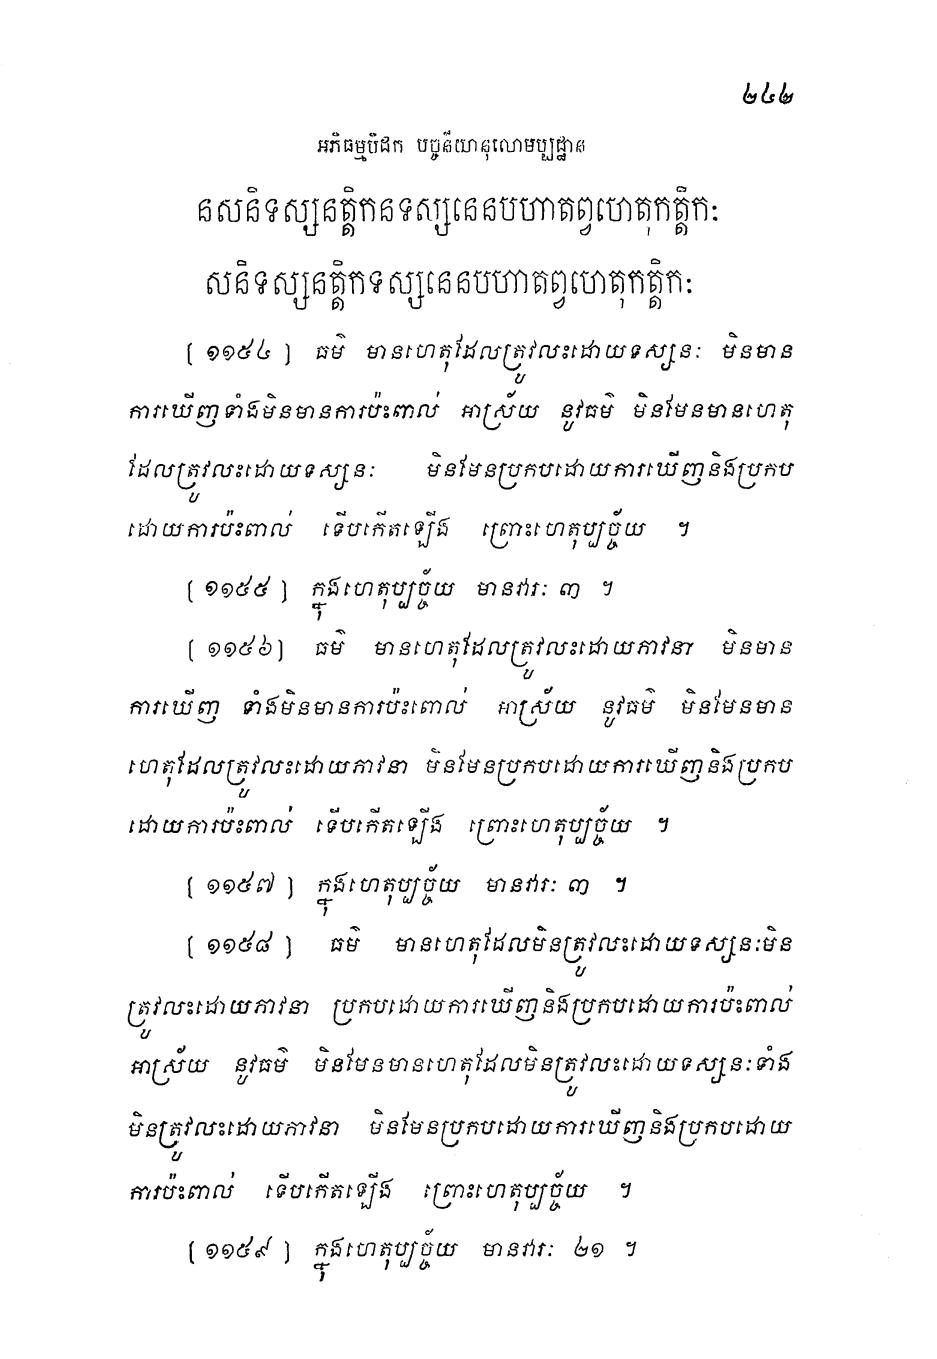 ២៤២
អភិធម្មបិដក បច្ចនីយានុលោមប្បដ្ឋាន
នសនិទស្សនត្តិកនទស្សនេនបហាតព្វហេតុកត្តិកៈ
សនិទស្សនត្តិកទស្សនេនបហាតព្វហេតុកត្តិកៈ
[ ១១៥៤ ] ធម៌ មានហេតុដែលត្រូវលះដោយទស្សនៈ មិនមាន
ការឃើញទាំងមិនមានការប៉ះពាល់ អាស្រ័យ នូវធម៌ មិនមែនមានហេតុ
ដែលត្រូវលះដោយទស្សនៈ មិនមែនប្រកបដោយការឃើញនិងប្រកប
ដោយការប៉ះពាល់ ទើបកើតឡើង ព្រោះហេតុប្បច្ច័យ ។
[ ១១៥៥ ] ក្នុងហេតុប្បច្ច័យ មានវារៈ ៣ ។
[ ១១៥៦] ធម៌ មានហេតុដែលត្រូវលះដោយភាវនា មិនមាន
ការឃើញ ទាំងមិនមានការប៉ះពាល់ អាស្រ័យ នូវធម៌ មិនមែនមាន
ហេតុដែលត្រូវលះដោយភាវនា មិនមែនប្រកបដោយការឃើញនិងប្រកប
ដោយការប៉ះពាល់ ទើបកើតឡើង ព្រោះហេតុប្បច្ច័យ ។
[ ១១៥៧ ] ក្នុងហេតុប្បច្ច័យ មានវារៈ ៣ ។
[ ១១៥៨ ] ធម៌ មានហេតុដែលមិនត្រូវលះដោយទស្សនៈមិន
ត្រូវលះដោយភាវនា ប្រកបដោយការឃើញនិងប្រកបដោយការប៉ះពាល់
អាស្រ័យ នូវធម៌ មិនមែនមានហេតុដែលមិនត្រូវលះដោយទស្សនៈទាំង
មិនត្រូវលះដោយភាវនា មិនមែនប្រកបដោយការឃើញនិងប្រកបដោយ
ការប៉ះពាល់ ទើបកើតឡើង ព្រោះហេតុប្បច្ច័យ ។
[ ១១៥៩ ] ក្នុងហេតុប្បច្ច័យ មានវារៈ ២១ ។